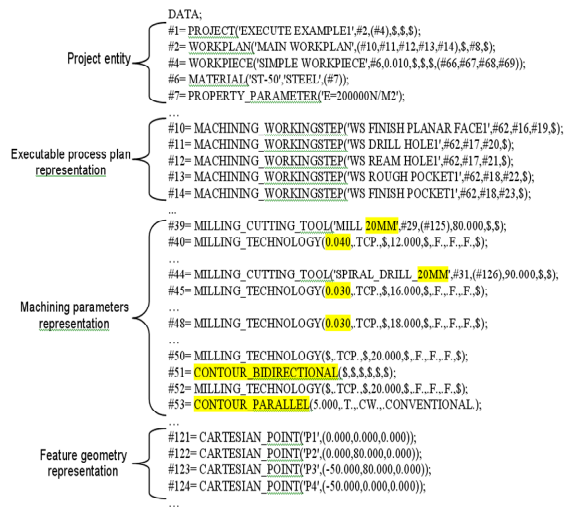 DATA;
Project entity
#1= PROJECT('EXECUTE EXAMPLE1',#2,(#4),$,$,$);
#2= WORKPLAN('MAIN WORKPLAN',(#10,#11,#12,#13,#14),$,#8,$);
#4= WORKPIECE('SIMPLE WORKPIECE',#6,0.010,$,$,$,(#66,#67,#68,#69));
#6= MATERIAL('ST-50','STEEL',(#7));
#7= PROPERTY_PARAMETER('E=200000N/M2');
...
Executable process plan
representation
#10= MACHINING_WORKINGSTEP('WS FINISH PLANAR FACE1',#62,#16,#19,$);
#11= MACHINING_WORKINGSTEP('WS DRILL HOLE1',#62,#17,#20,$);
#12= MACHINING_WORKINGSTEP('WS REAM HOLE1',#62,#17,#21,$);
#13= MACHINING_WORKINGSTEP('WS ROUGH POCKET1',#62,#18,#22,$);
#14= MACHINING_WORKINGSTEP('WS FINISH POCKET1',#62,#18,#23,$);
...
Machining parameters
representation
#39= MILLING_CUTTING_TOOL('MILL 20MM',#29,(#125),80.000,$,$);
#40= MILLING_TECHNOLOGY(0.040,.TCP.,$,12.000,$,.F.,.F.,.F.,$);
...
#44= MILLING_CUTTING_TOOL('SPIRAL_DRILL_20MM',#31,(#126),90.000,$,$);
#45= MILLING_TECHNOLOGY(0.030,.TCP.,$,16.000,$,.F.,.F.,.F.,$);
...
#48= MILLING_TECHNOLOGY(0.030,.TCP.,$,18.000,$,.F.,.F.,.F.,$);
...
#50= MILLING_TECHNOLOGY($,.TCP.,$,20.000,$,.F.,.F.,.F.,$);
#51= CONTOUR_BIDIRECTIONAL($,$,$,$,$,$);
#52= MILLING_TECHNOLOGY($,.TCP.,$,20.000,$,.F.,.F.,.F.,$);
#53= CONTOUR_PARALLEL(5.000,.T.,.CW.,.CONVENTIONAL.);
...
Feature geometry
representation
#121= CARTESIAN_POINT('P1',(0.000,0.000,0.000));
#122= CARTESIAN_POINT('P2',(0.000,80.000,0.000));
#123= CARTESIAN_POINT('P3',(-50.000,80.000,0.000));
#124= CARTESIAN_POINT('P4',(-50.000,0.000,0.000));
...